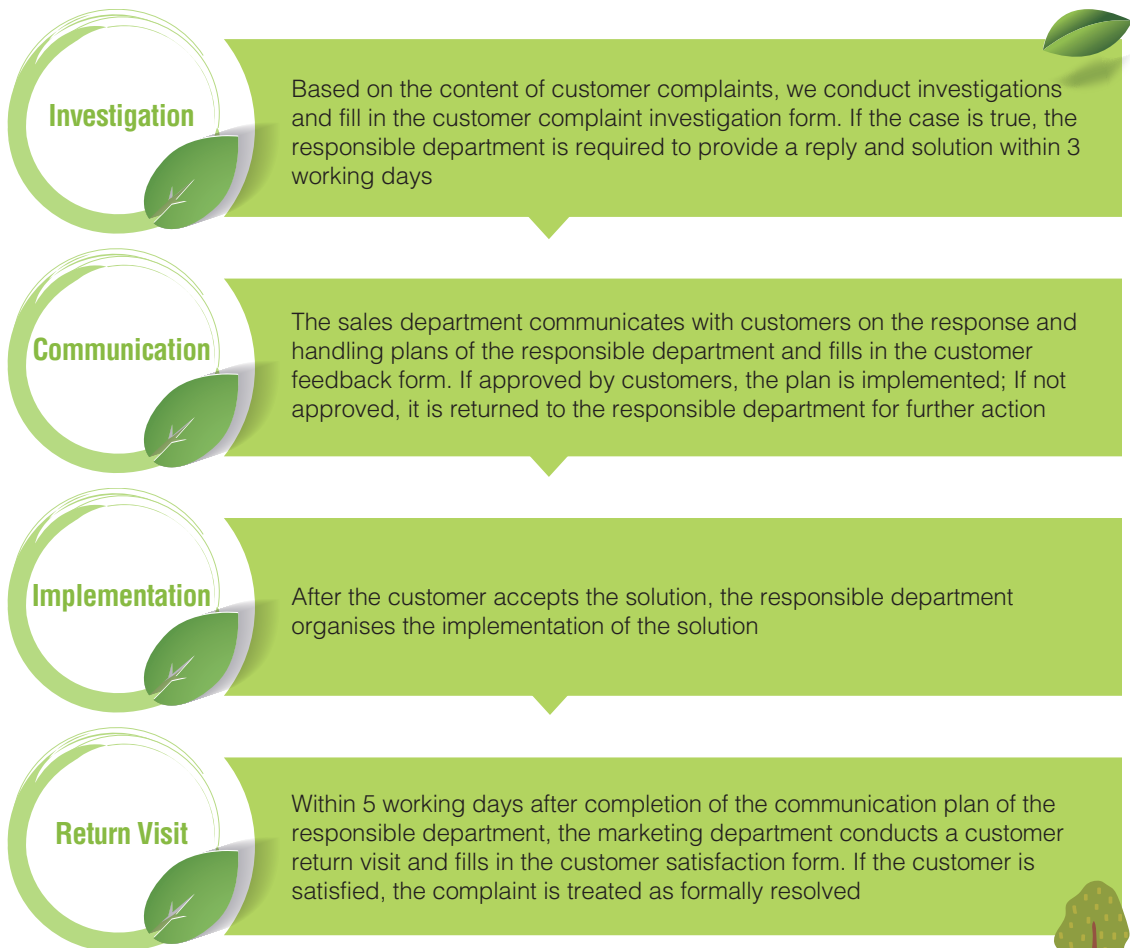 Investigation
Based on the content of customer complaints, we conduct investigations
and fill in the customer complaint investigation form. If the case is true, the
responsible department is required to provide a reply and solution within 3
working days
Communication
The sales department communicates with customers on the response and
handling plans of the responsible department and fills in the customer
feedback form. If approved by customers, the plan is implemented; If not
approved, it is returned to the responsible department for further action
Implementation
After the customer accepts the solution, the responsible department
organises the implementation of the solution
Return Visit
Within 5 working days after completion of the communication plan of the
responsible department, the marketing department conducts a customer
return visit and fills in the customer satisfaction form. If the customer is
satisfied, the complaint is treated as formally resolved